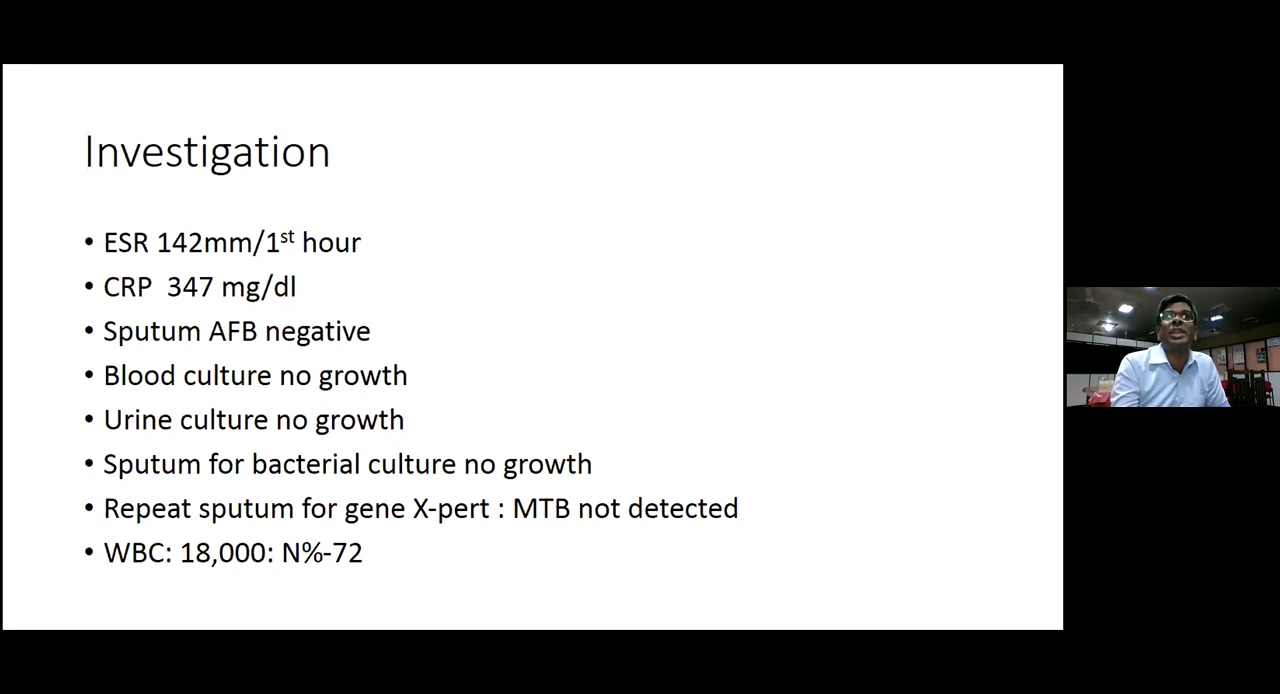 Investigation
• ESR 142mm/1st hour
• CRP  347 mg/dl
• Sputum AFB negative
• Blood culture no growth
• Urine culture no growth
• Sputum for bacterial culture no growth
• Repeat sputum for gene X-pert : MTB not detected
• WBC: 18,000: N%-72